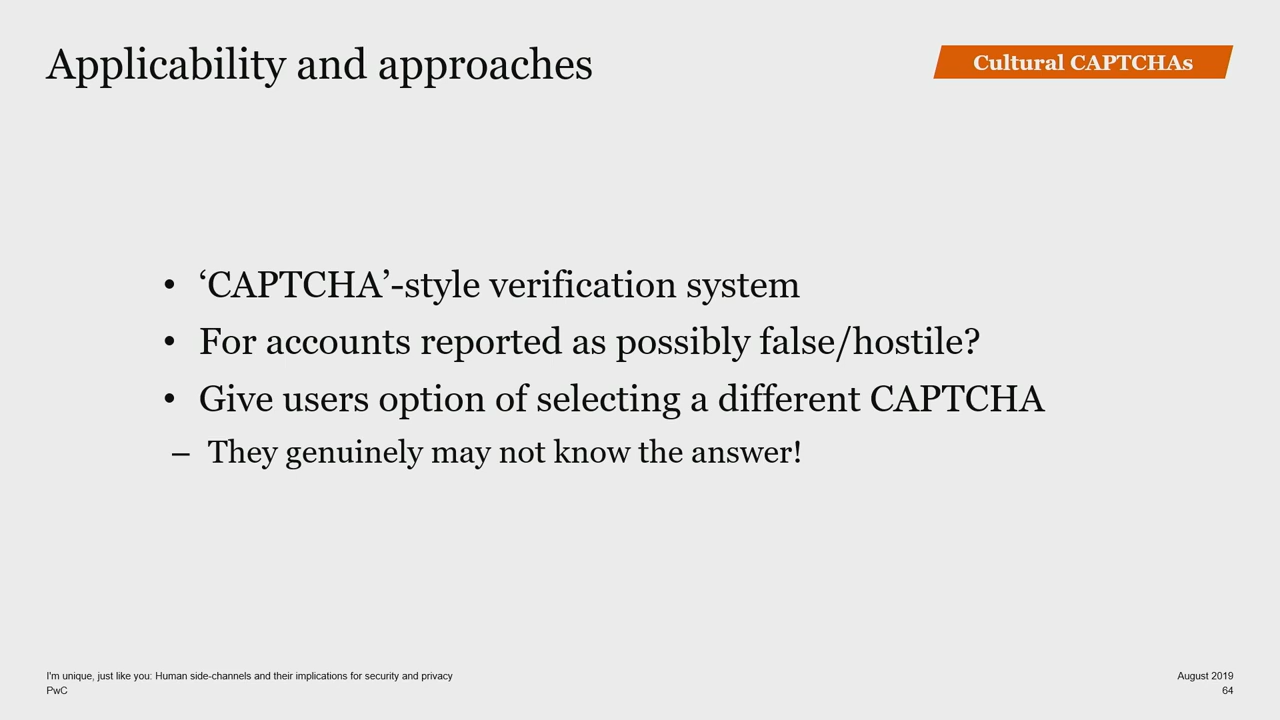 Applicability and approaches
Cultural CAPTCHAs
• ‘CAPTCHA’-style verification system
• For accounts reported as possibly false/hostile?
• Give users option of selecting a different CAPTCHA
– They genuinely may not know the answer!
I'm unique, just like you: Human side-channels and their implications for security and privacy
August 2019
PwC
64